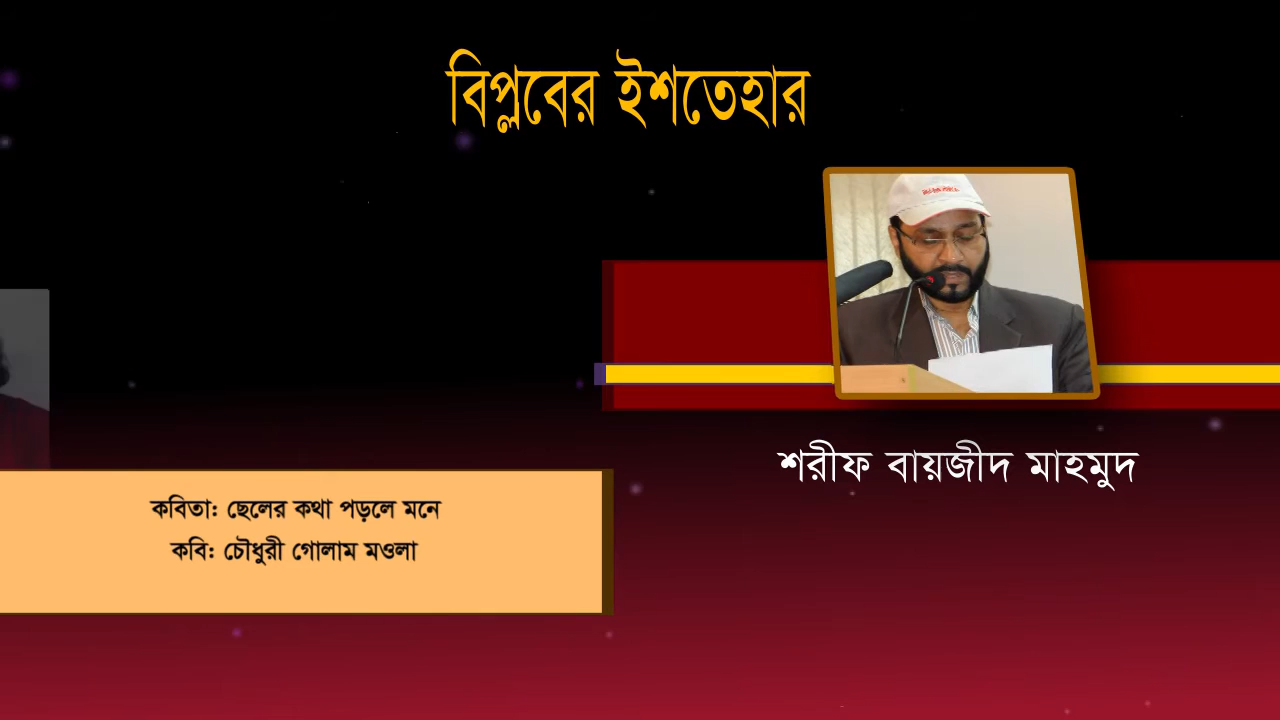 বিপ্লবের ইশতেহার
শরীফ বায়জীদ মাহমুদ
কবিতা: ছেলের কথা পড়লে মনে
কবি: চৌধুরী গোলাম মওলা